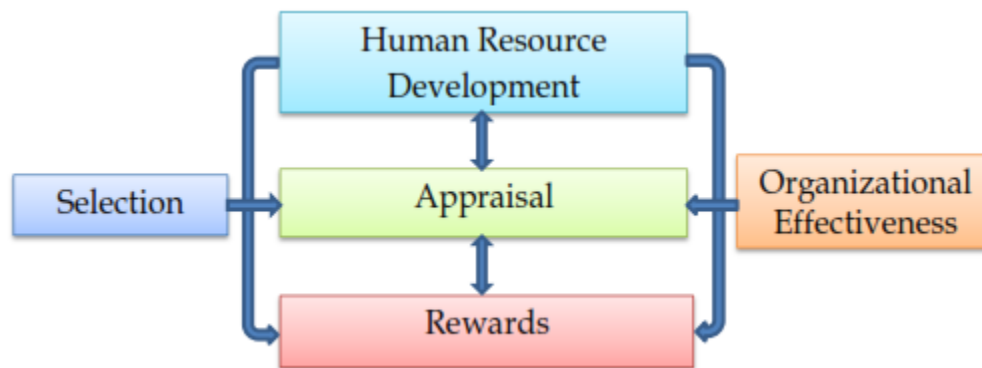 Human Resource
Development
Selection
Appraisal
Organizational
Effectiveness
Rewards